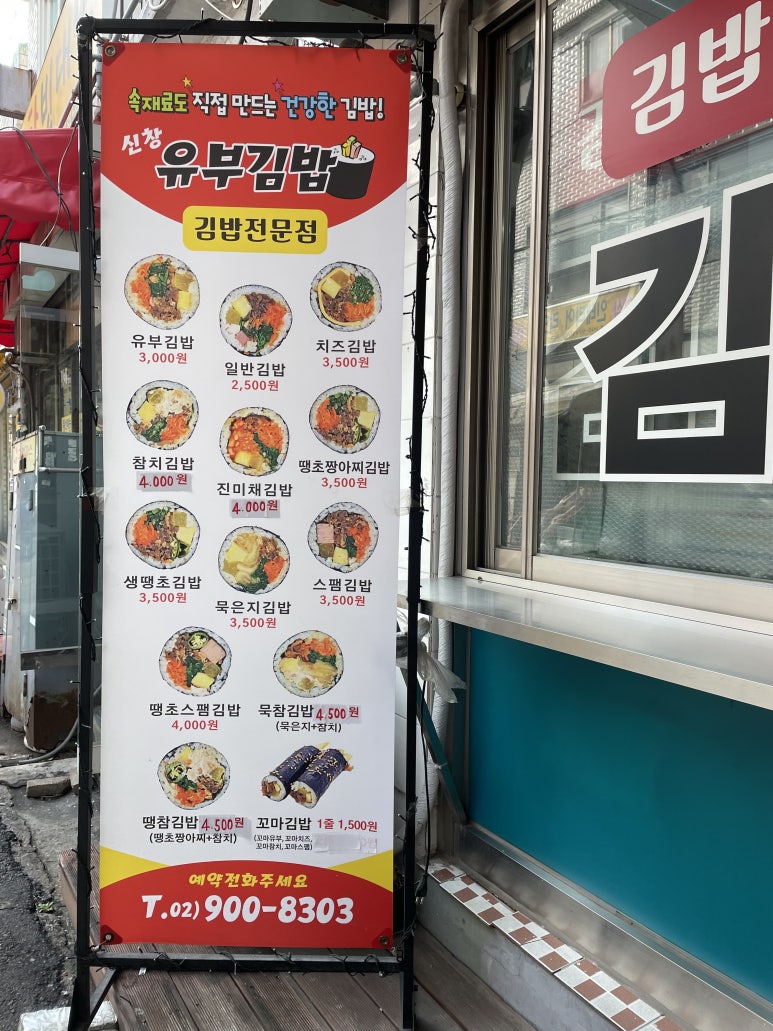 속재료도 직접 만드는 건강한 김밥!
신창
유부김밥
김밥전문점
유부김밥
3,000원
일반김밥
2,500원
치즈김밥
3,500원
참치김밥
4.000원
진미채김밥
4.000원
땡초짱아찌김밥
3,500원
생땡초김밥
3,500원
묵은지김밥
3,500원
스팸김밥
3,500원
땡초스팸김밥
4,000원
묵참김밥 4.500원
(묵은지+참치)
땡참김밥 4.500원
(땡초짱아찌+참치)
꼬마김밥 1줄 1,500원
(꼬마유부, 꼬마치즈,
꼬마참치, 꼬마스팸)
예약전화주세요
T.02) 900-8303
김밥
김